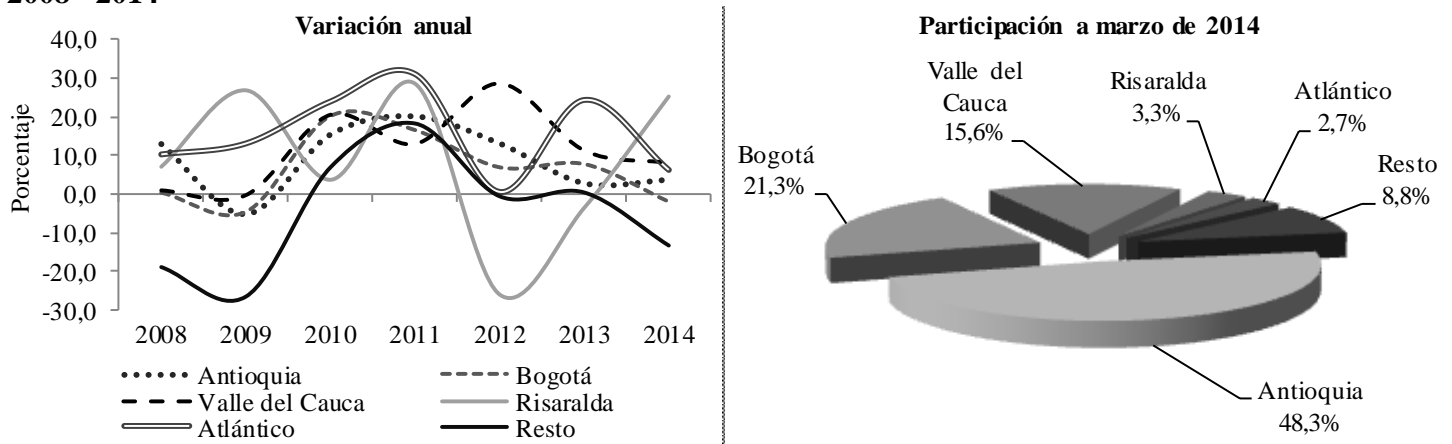 2008 - 2014
Variación anual
Porcentaje
40,0
30,0
20,0
10,0
0,0
-10,0
-20,0
-30,0
2008 2009 2010 2011 2012 2013 2014
Antioquia Bogotá
Valle del Cauca Risaralda
Atlántico Resto
Participación a marzo de 2014
Valle del
Cauca
15,6%
Risaralda
3,3%
Atlántico
2,7%
Bogotá
21,3%
Resto
8,8%
Antioquia
48,3%